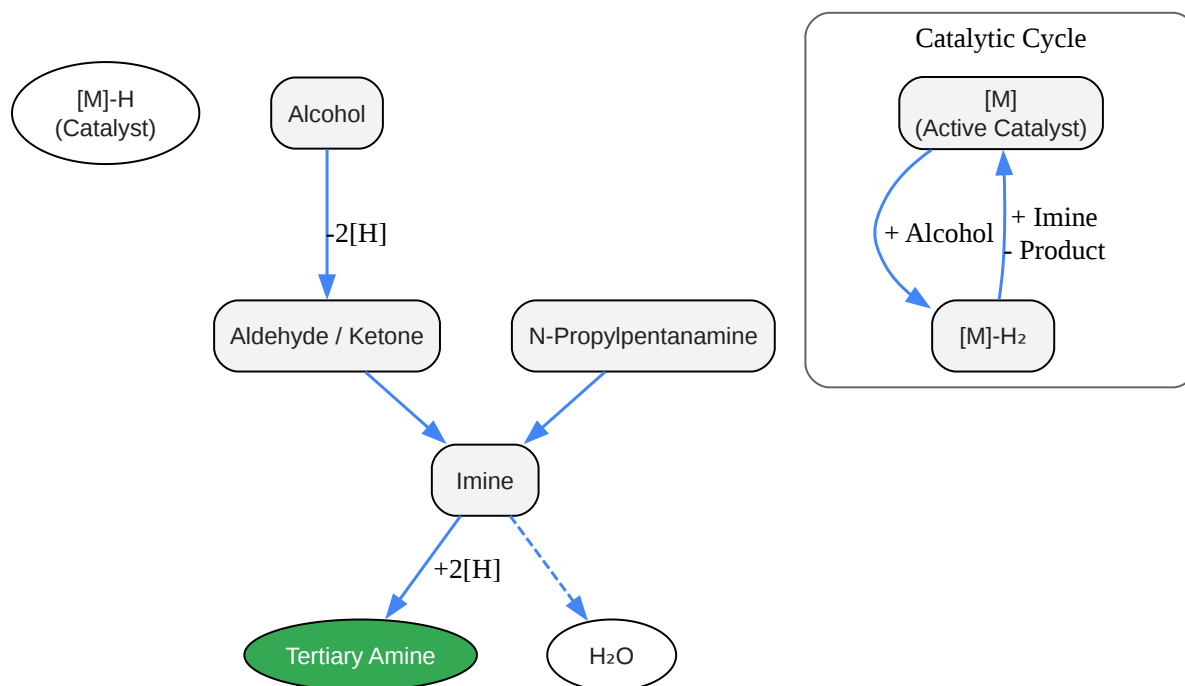 Catalytic Cycle
[M]-H
(Catalyst)
Alcohol
[M]
(Active Catalyst)
-2[H]
+ Alcohol
+ Imine
- Product
Aldehyde / Ketone
N-Propylpentanamine
[M]-H₂
Imine
+2[H]
Tertiary Amine
H₂O